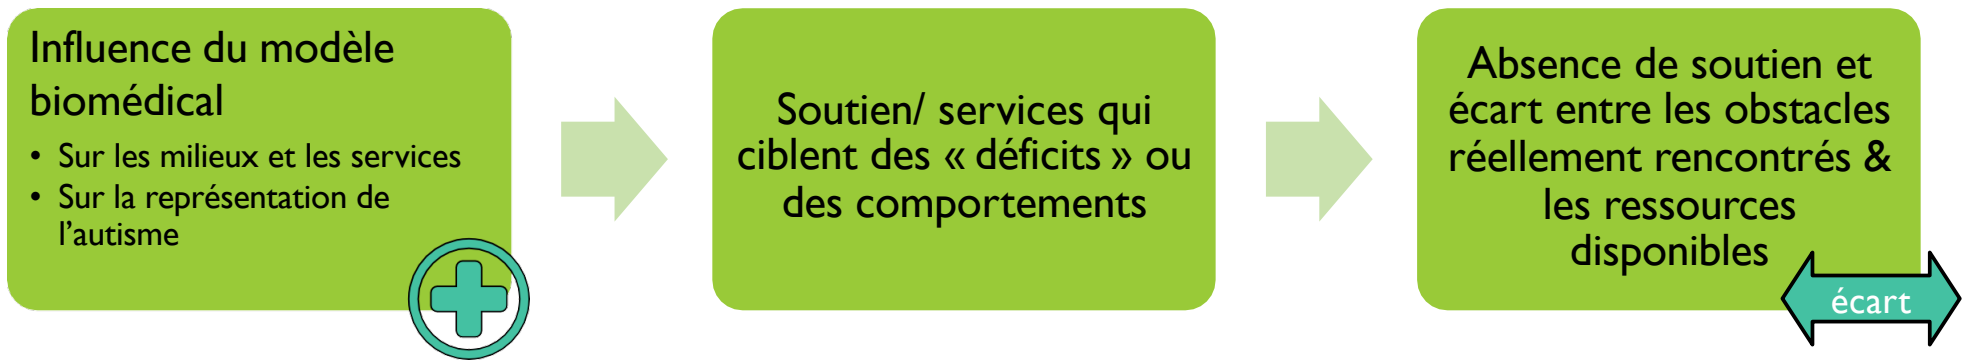 Influence du modèle
biomédical
• Sur les milieux et les services
• Sur la représentation de
l’autisme
Soutien/ services qui
ciblent des « déficits » ou
des comportements
Absence de soutien et
écart entre les obstacles
réellement rencontrés &
les ressources
disponibles
écart